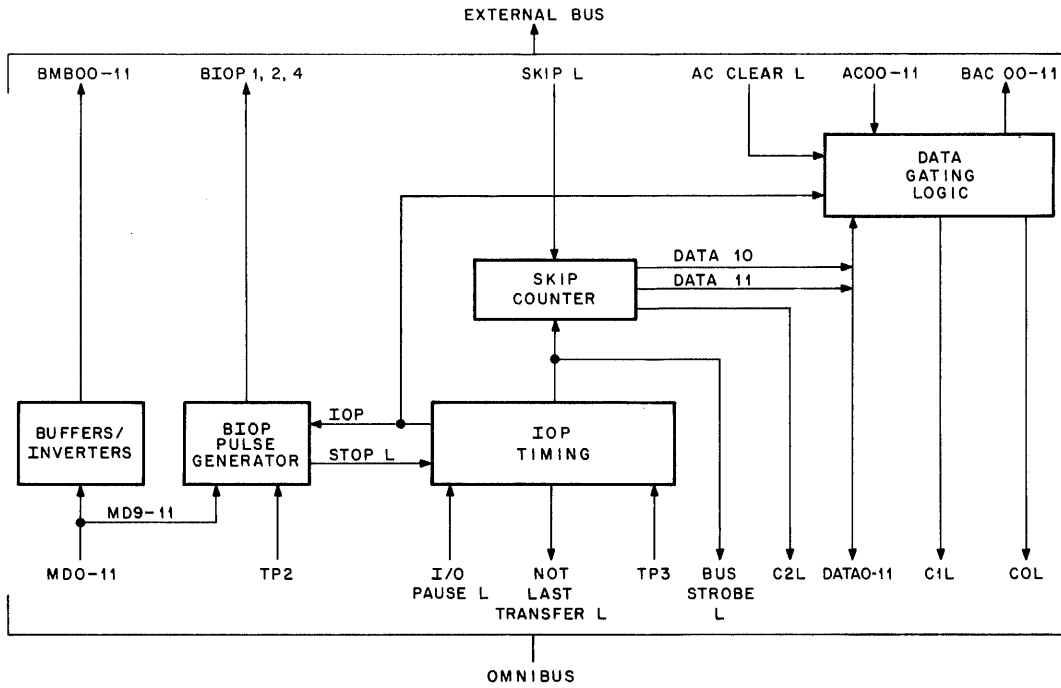 EXTERNAL BUS
BMB00-11
BIOP 1, 2, 4
SKIP L
AC CLEAR L
AC00-11
BAC 00-11
DATA
GATING
LOGIC
SKIP
COUNTER
DATA 10
DATA 11
BUFFERS/
INVERTERS
BIOP
PULSE
GENERATOR
IOP
STOP L
IOP
TIMING
MD9-11
MD0-11
TP2
I/O
PAUSE L
NOT
LAST
TRANSFER L
TP3
BUS
STROBE
L
C2L
DATA0-11
C1L
C0L
OMNIBUS